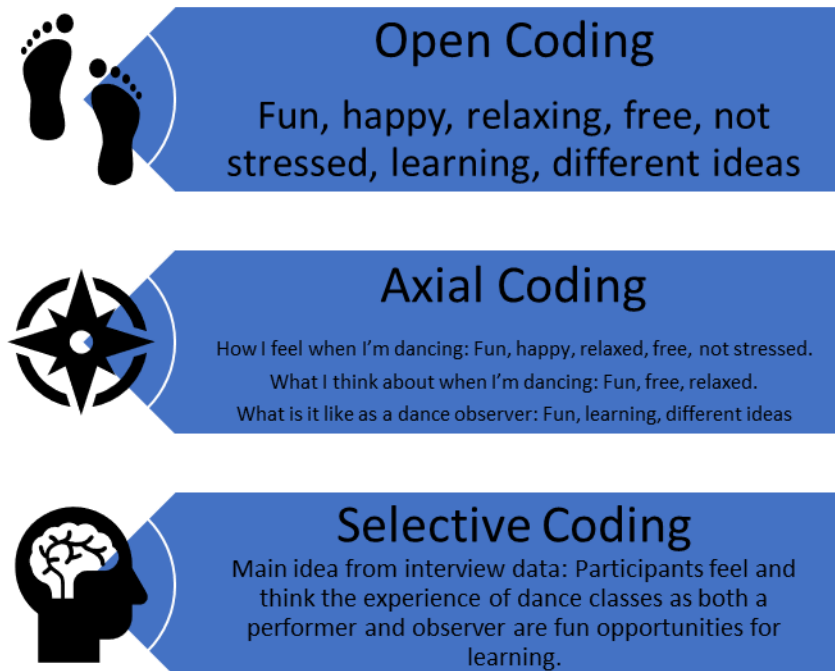 Open Coding
Fun, happy, relaxing, free, not
stressed, learning, different ideas
Axial Coding
How I feel when I'm dancing: Fun, happy, relaxed, free, not stressed.
What I think about when I'm dancing: Fun, free, relaxed.
What is it like as a dance observer: Fun, learning, different ideas
Selective Coding
Main idea from interview data: Participants feel and
think the experience of dance classes as both a
performer and observer are fun opportunities for
learning.